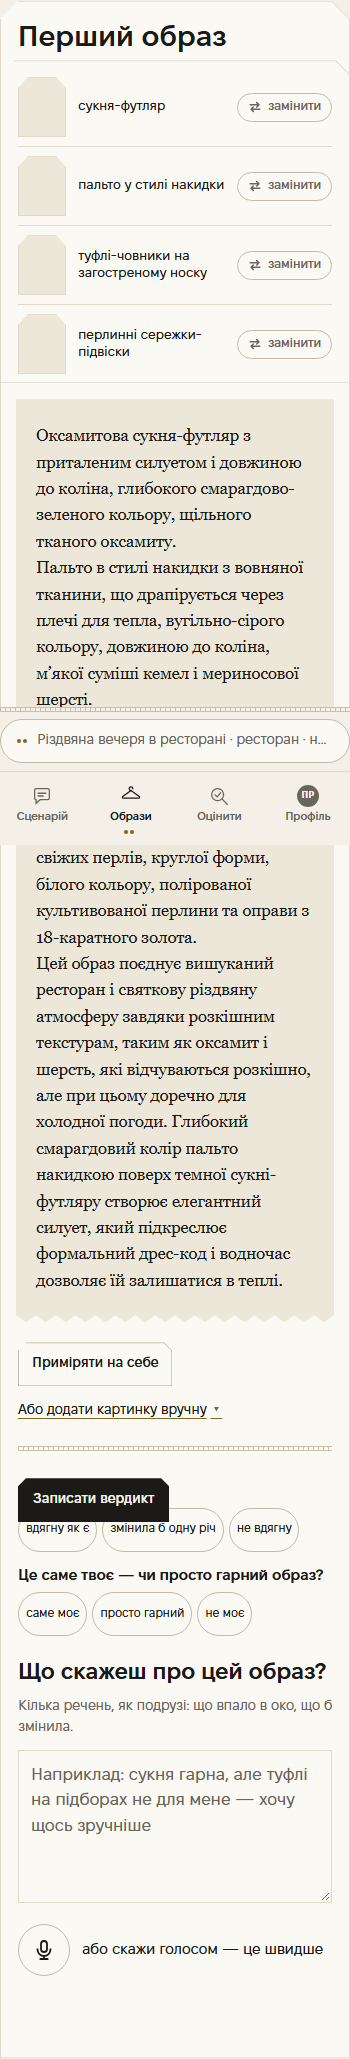 Перший образ
сукня-футляр
замінити
пальто у стилі накидки
замінити
туфлі-човники на
загостреному носку
замінити
перлинні сережки-
підвіски
замінити
Оксамитова сукня-футляр з
приталеним силуетом і довжиною
до коліна, глибокого смарагдово-
зеленого кольору, щільного
тканого оксамиту.
Пальто в стилі накидки з вовняної
тканини, що драпірується через
плечі для тепла, вугільно-сірого
кольору, довжиною до коліна,
м’якої суміші кемел і мериносової
шерсті.
Різдвяна вечеря в ресторані · ресторан · н...
Сценарій
Образи
Оцінити
ПР
Профіль
свіжих перлів, круглої форми,
білого кольору, полірованої
культивованої перлини та оправи з
18-каратного золота.
Цей образ поєднує вишуканий
ресторан і святкову різдвяну
атмосферу завдяки розкішним
текстурам, таким як оксамит і
шерсть, які відчуваються розкішно,
але при цьому доречно для
холодної погоди. Глибокий
смарагдовий колір пальто
накидкою поверх темної сукні-
футляру створює елегантний
силует, який підкреслює
формальний дрес-код і водночас
дозволяє їй залишатися в теплі.
Приміряти на себе
Або додати картинку вручну
Записати вердикт
вдягну як є
змінила б одну річ
не вдягну
Це саме твоє — чи просто гарний образ?
саме моє
просто гарний
не моє
Що скажеш про цей образ?
Кілька речень, як подрузі: що впало в око, що б
змінила.
Наприклад: сукня гарна, але туфлі
на підборах не для мене — хочу
щось зручніше
або скажи голосом — це швидше